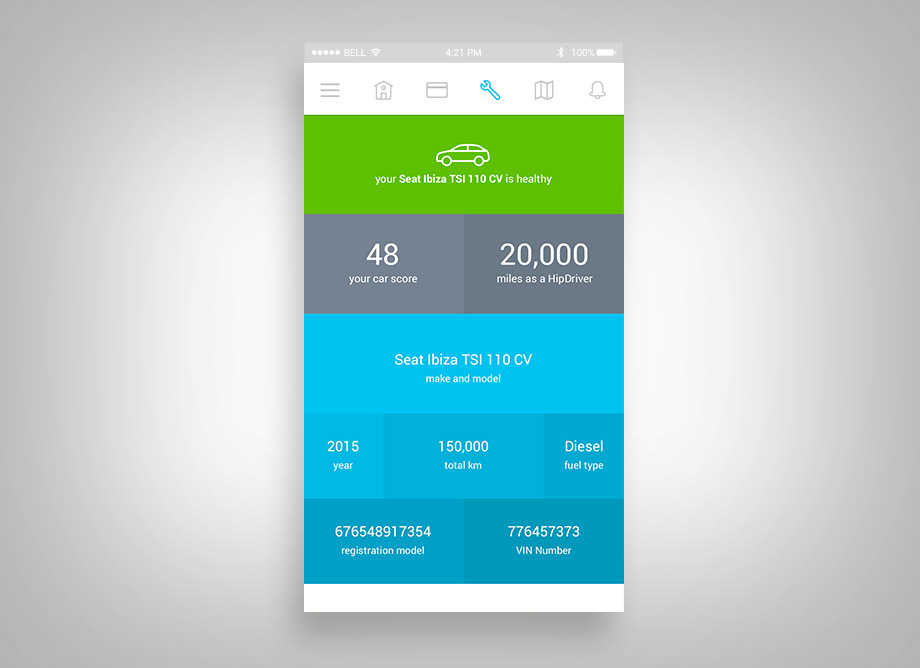 BELL 4:21 PM 100%
your Seat Ibiza TSI 110 CV is healthy
48 20,000
your car score miles as a HipDriver
Seat Ibiza TSI 110 CV
make and model
2015 150,000 Diesel
year total km fuel type
676548917354 776457373
registration model VIN Number